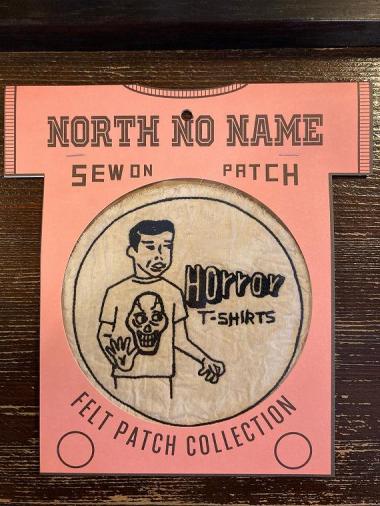 NORTH NO NAME
SEW ON PATCH
Horror
T-SHIRTS
FELT PATCH COLLECTION